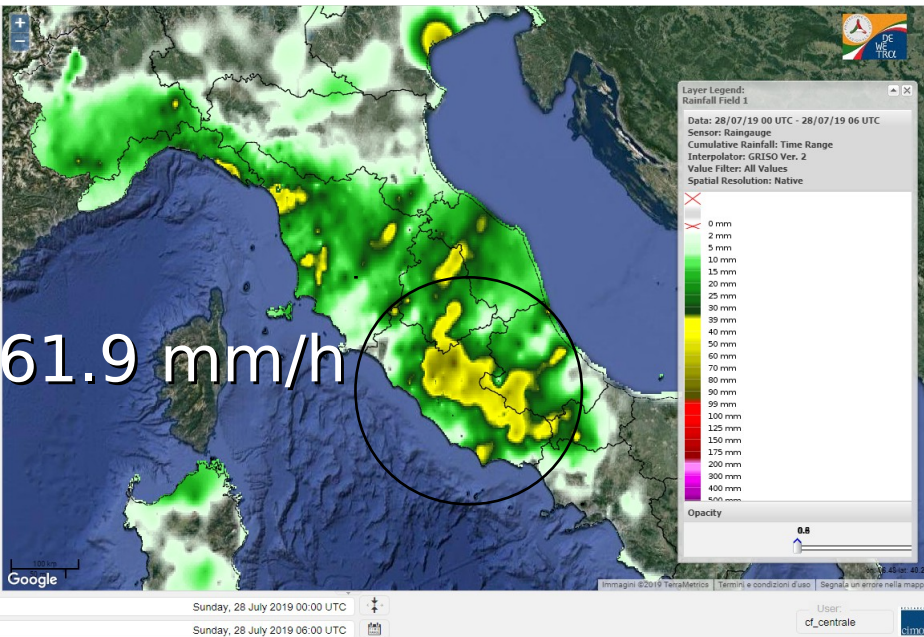 +
−
DE
WE
TRα
Layer Legend:
Rainfall Field 1
Data: 28/07/19 00 UTC - 28/07/19 06 UTC
Sensor: Raingauge
Cumulative Rainfall: Time Range
Interpolator: GRISO Ver. 2
Value Filter: All Values
Spatial Resolution: Native
0 mm
2 mm
5 mm
10 mm
15 mm
20 mm
25 mm
30 mm
39 mm
40 mm
50 mm
60 mm
70 mm
80 mm
90 mm
99 mm
100 mm
125 mm
150 mm
175 mm
200 mm
300 mm
400 mm
500 mm
Opacity
61.9 mm/h
100 km
Google
Immagini ©2019 TerraMetrics
Termini e condizioni d'uso
Segnala un errore nella mappa
Sunday, 28 July 2019 00:00 UTC
Sunday, 28 July 2019 06:00 UTC
User:
cf_centrale
cima